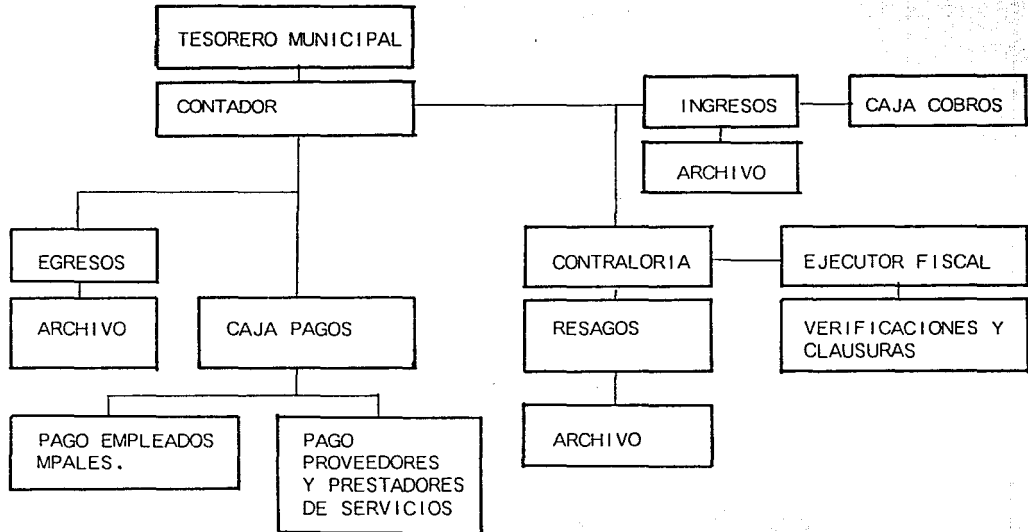 TESORERO MUNICIPAL
CONTADOR
INGRESOS
CAJA COBROS
ARCHIVO
EGRESOS
CONTRALORIA
EJECUTOR FISCAL
ARCHIVO
CAJA PAGOS
RESAGOS
VERIFICACIONES Y
CLAUSURAS
PAGO EMPLEADOS
MPALES.
PAGO
PROVEEDORES
Y PRESTADORES
DE SERVICIOS
ARCHIVO